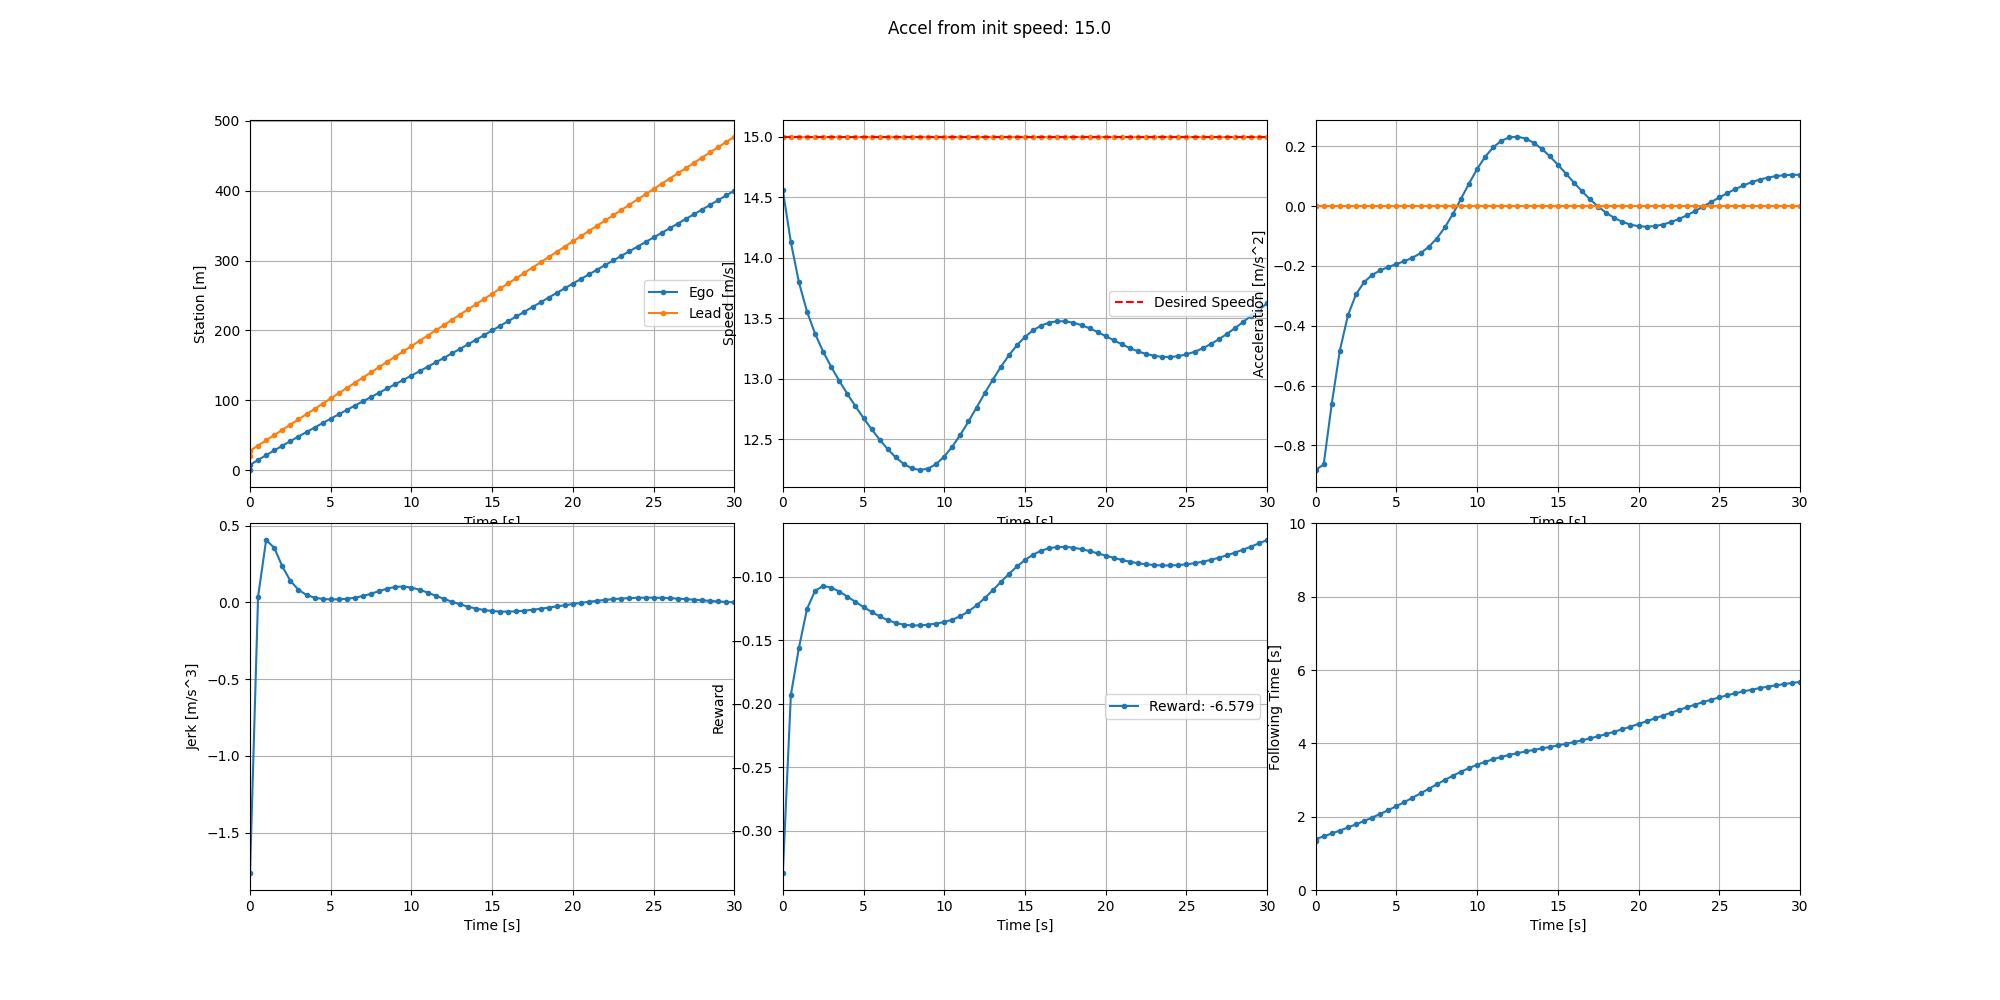 Accel from init speed: 15.0
500
400
300
200
100
0
Station [m]
0 5 10 15 20 25 30
Time [s]
Ego
Lead
15.0
14.5
14.0
13.5
13.0
12.5
Speed [m/s]
0 5 10 15 20 25 30
Time [s]
Desired Speed
0.2
0.0
−0.2
−0.4
−0.6
−0.8
Acceleration [m/s^2]
0 5 10 15 20 25 30
Time [s]
0.5
0.0
−0.5
−1.0
−1.5
Jerk [m/s^3]
0 5 10 15 20 25 30
Time [s]
−0.10
−0.15
−0.20
−0.25
−0.30
Reward
0 5 10 15 20 25 30
Time [s]
Reward: -6.579
10
8
6
4
2
0
Following Time [s]
0 5 10 15 20 25 30
Time [s]